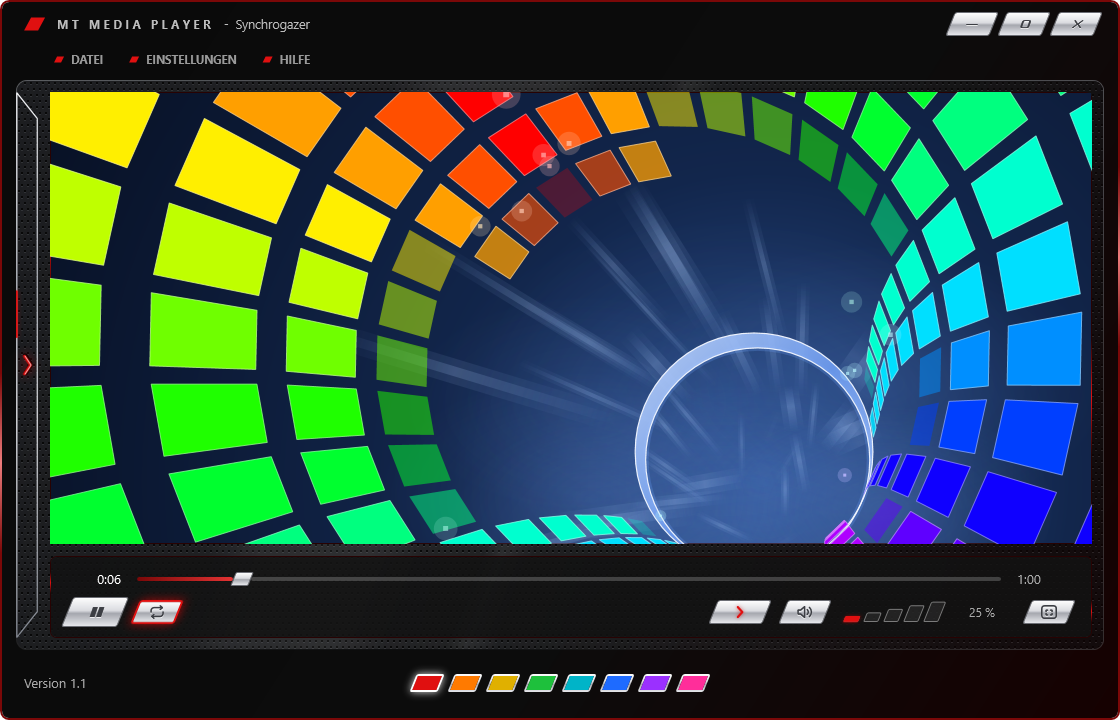 MT MEDIA PLAYER - Synchrogazer
DATEI EINSTELLUNGEN HILFE
0:06 1:00
25 %
Version 1.1